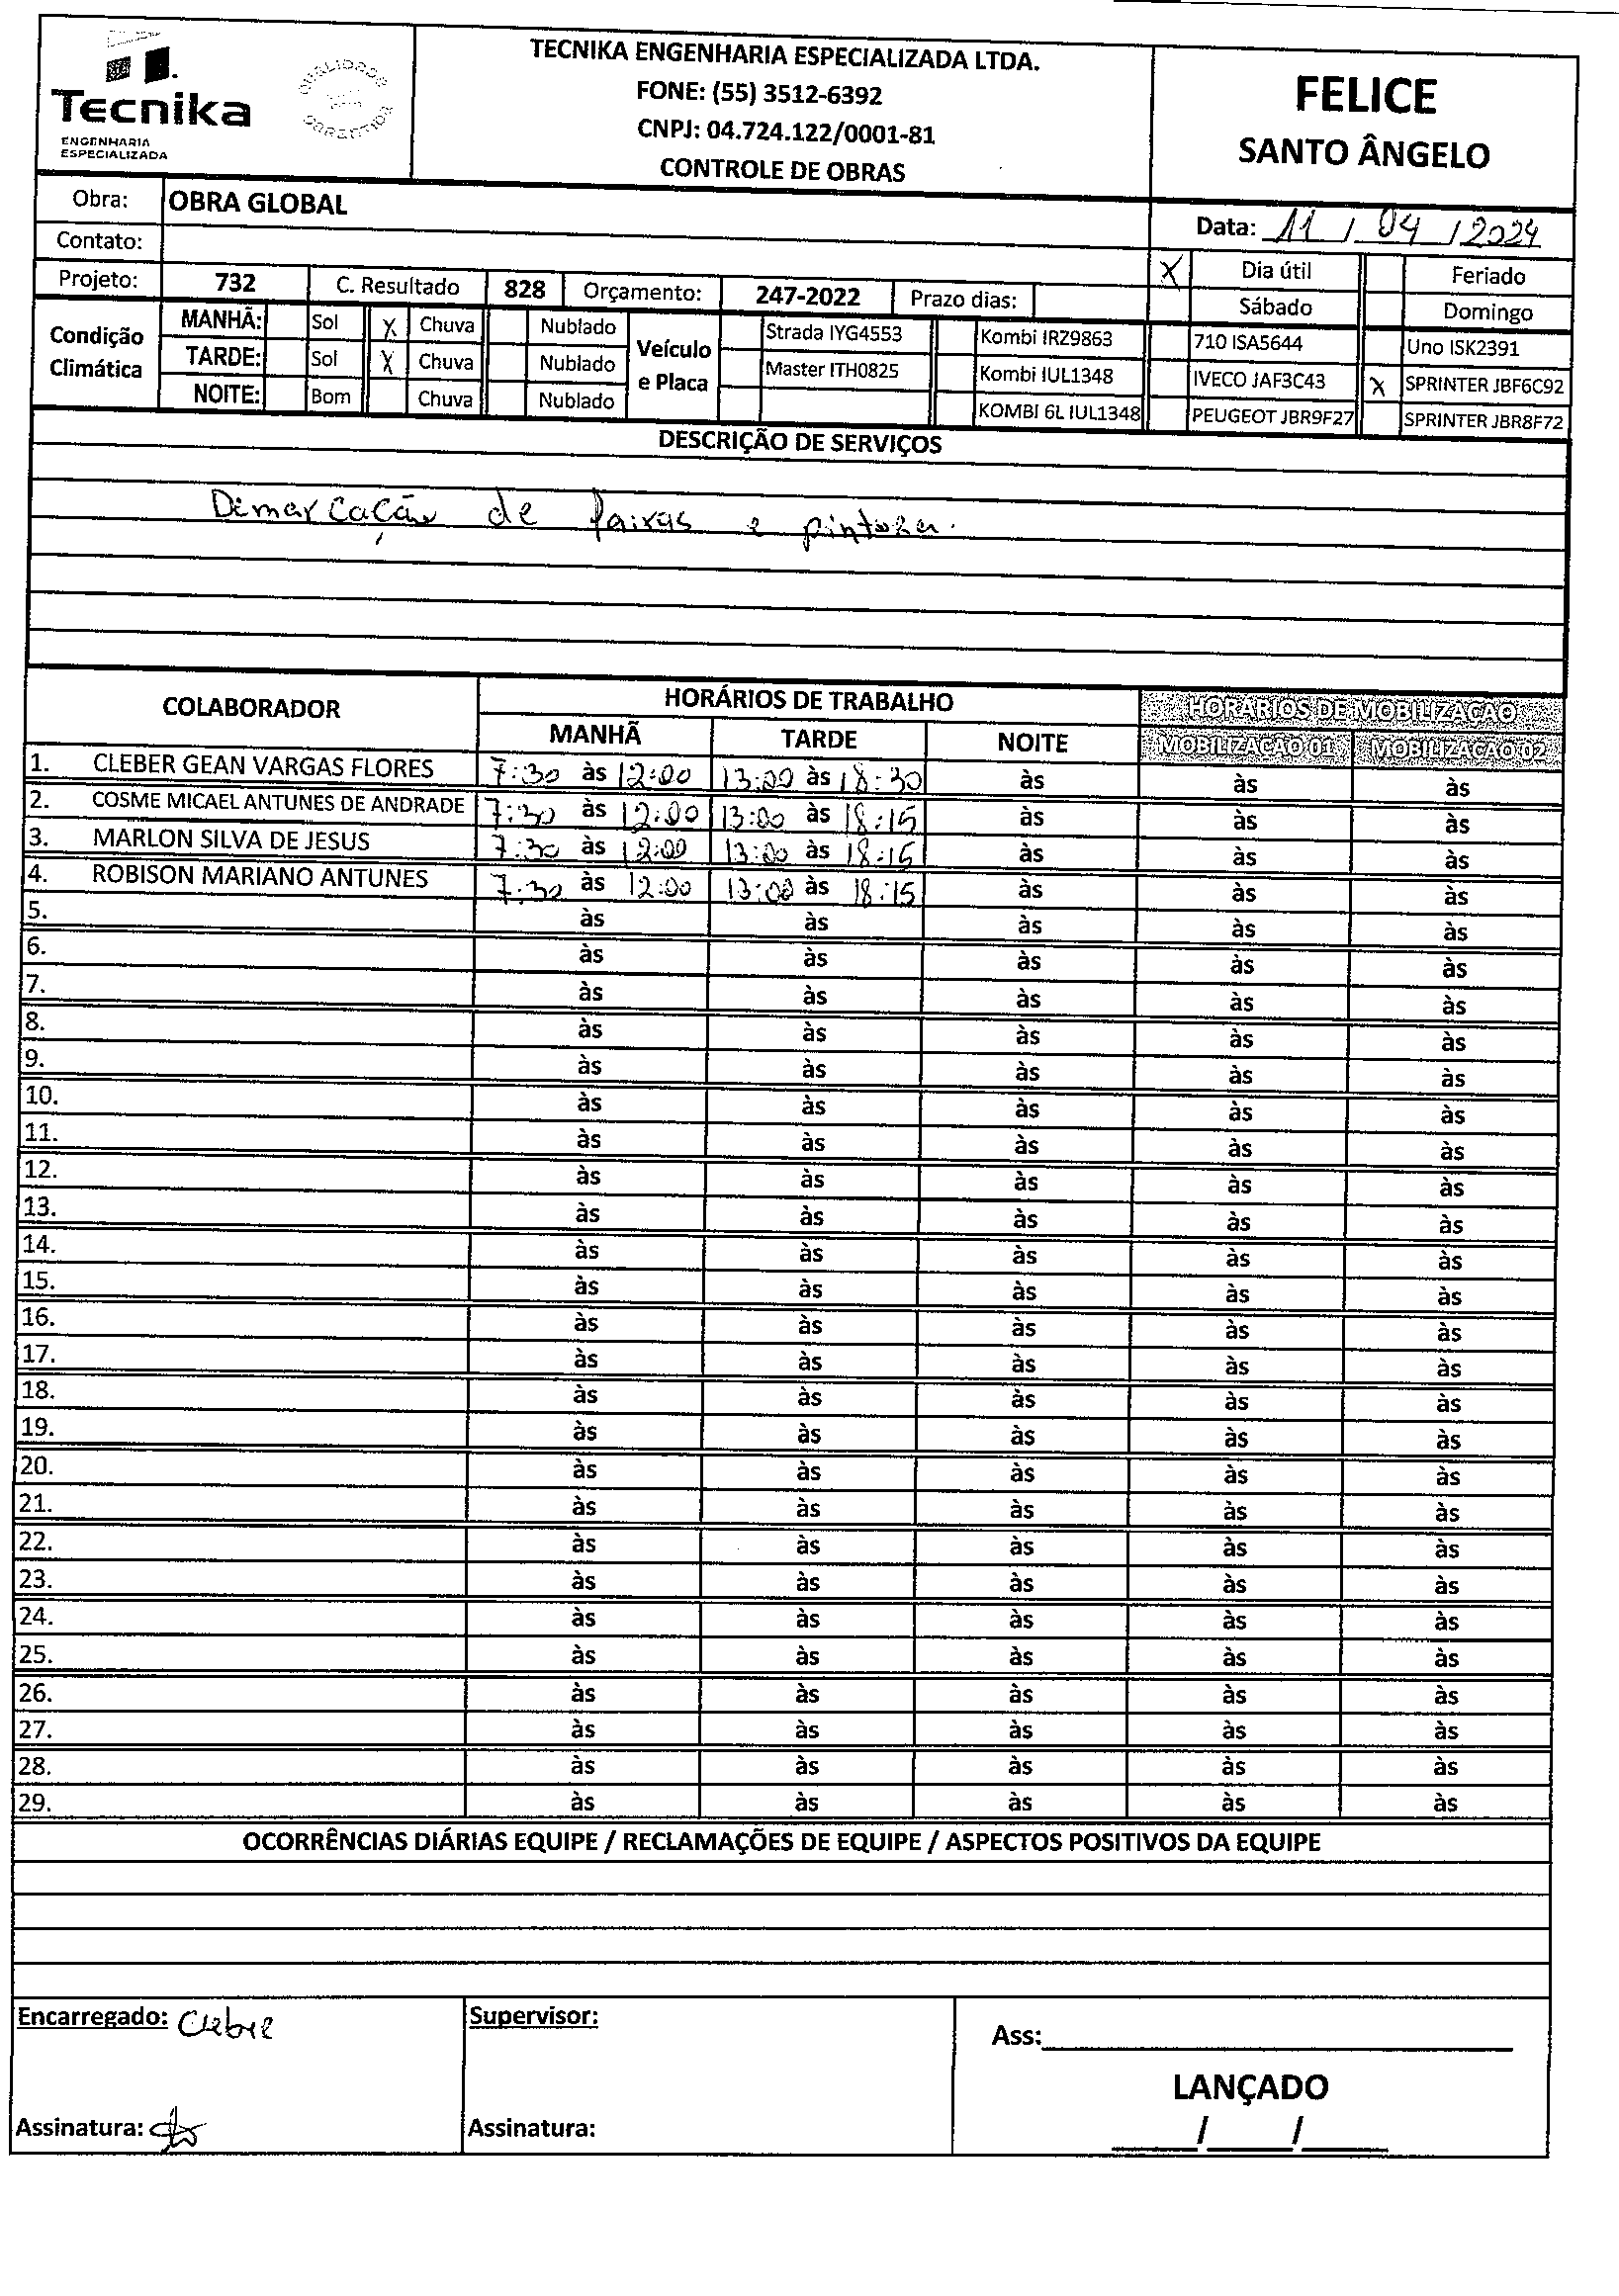 Tecnika
ENGENHARIA
ESPECIALIZADA
QUALIDADE
GARANTIDA
TECNIKA ENGENHARIA ESPECIALIZADA LTDA.
FONE: (55) 3512-6392
CNPJ: 04.724.122/0001-81
CONTROLE DE OBRAS
FELICE
SANTO ÂNGELO
Obra: OBRA GLOBAL
Data: 11 / 04 / 2024
Contato:
X Dia útil Feriado
Projeto: 732 C. Resultado 828 Orçamento: 247-2022 Prazo dias:
Sábado Domingo
Condição Climática
MANHÃ: Sol X Chuva Nublado
TARDE: Sol X Chuva Nublado
NOITE: Bom Chuva Nublado
Veículo e Placa
Strada IYG4553 Kombi IRZ9863 710 ISA5644 Uno ISK2391
Master ITH0825 Kombi IUL1348 IVECO JAF3C43 X SPRINTER JBF6C92
KOMBI 6L IUL1348 PEUGEOT JBR9F27 SPRINTER JBR8F72
DESCRIÇÃO DE SERVIÇOS
Dimarcação de faixas e pintura.
COLABORADOR HORÁRIOS DE TRABALHO HORÁRIOS DE MOBILIZAÇÃO
MANHÃ TARDE NOITE MOBILIZAÇÃO 01 MOBILIZAÇÃO 02
1. CLEBER GEAN VARGAS FLORES 7:30 às 12:00 13:00 às 18:30 às às às
2. COSME MICAEL ANTUNES DE ANDRADE 7:30 às 12:00 13:00 às 18:15 às às às
3. MARLON SILVA DE JESUS 7:30 às 12:00 13:00 às 18:15 às às às
4. ROBISON MARIANO ANTUNES 7:30 às 12:00 13:00 às 18:15 às às às
5. às às às às às
6. às às às às às
7. às às às às às
8. às às às às às
9. às às às às às
10. às às às às às
11. às às às às às
12. às às às às às
13. às às às às às
14. às às às às às
15. às às às às às
16. às às às às às
17. às às às às às
18. às às às às às
19. às às às às às
20. às às às às às
21. às às às às às
22. às às às às às
23. às às às às às
24. às às às às às
25. às às às às às
26. às às às às às
27. às às às às às
28. às às às às às
29. às às às às às
OCORRÊNCIAS DIÁRIAS EQUIPE / RECLAMAÇÕES DE EQUIPE / ASPECTOS POSITIVOS DA EQUIPE
Encarregado: Clebre
Supervisor:
Ass:
LANÇADO
/ /
Assinatura:
Assinatura: